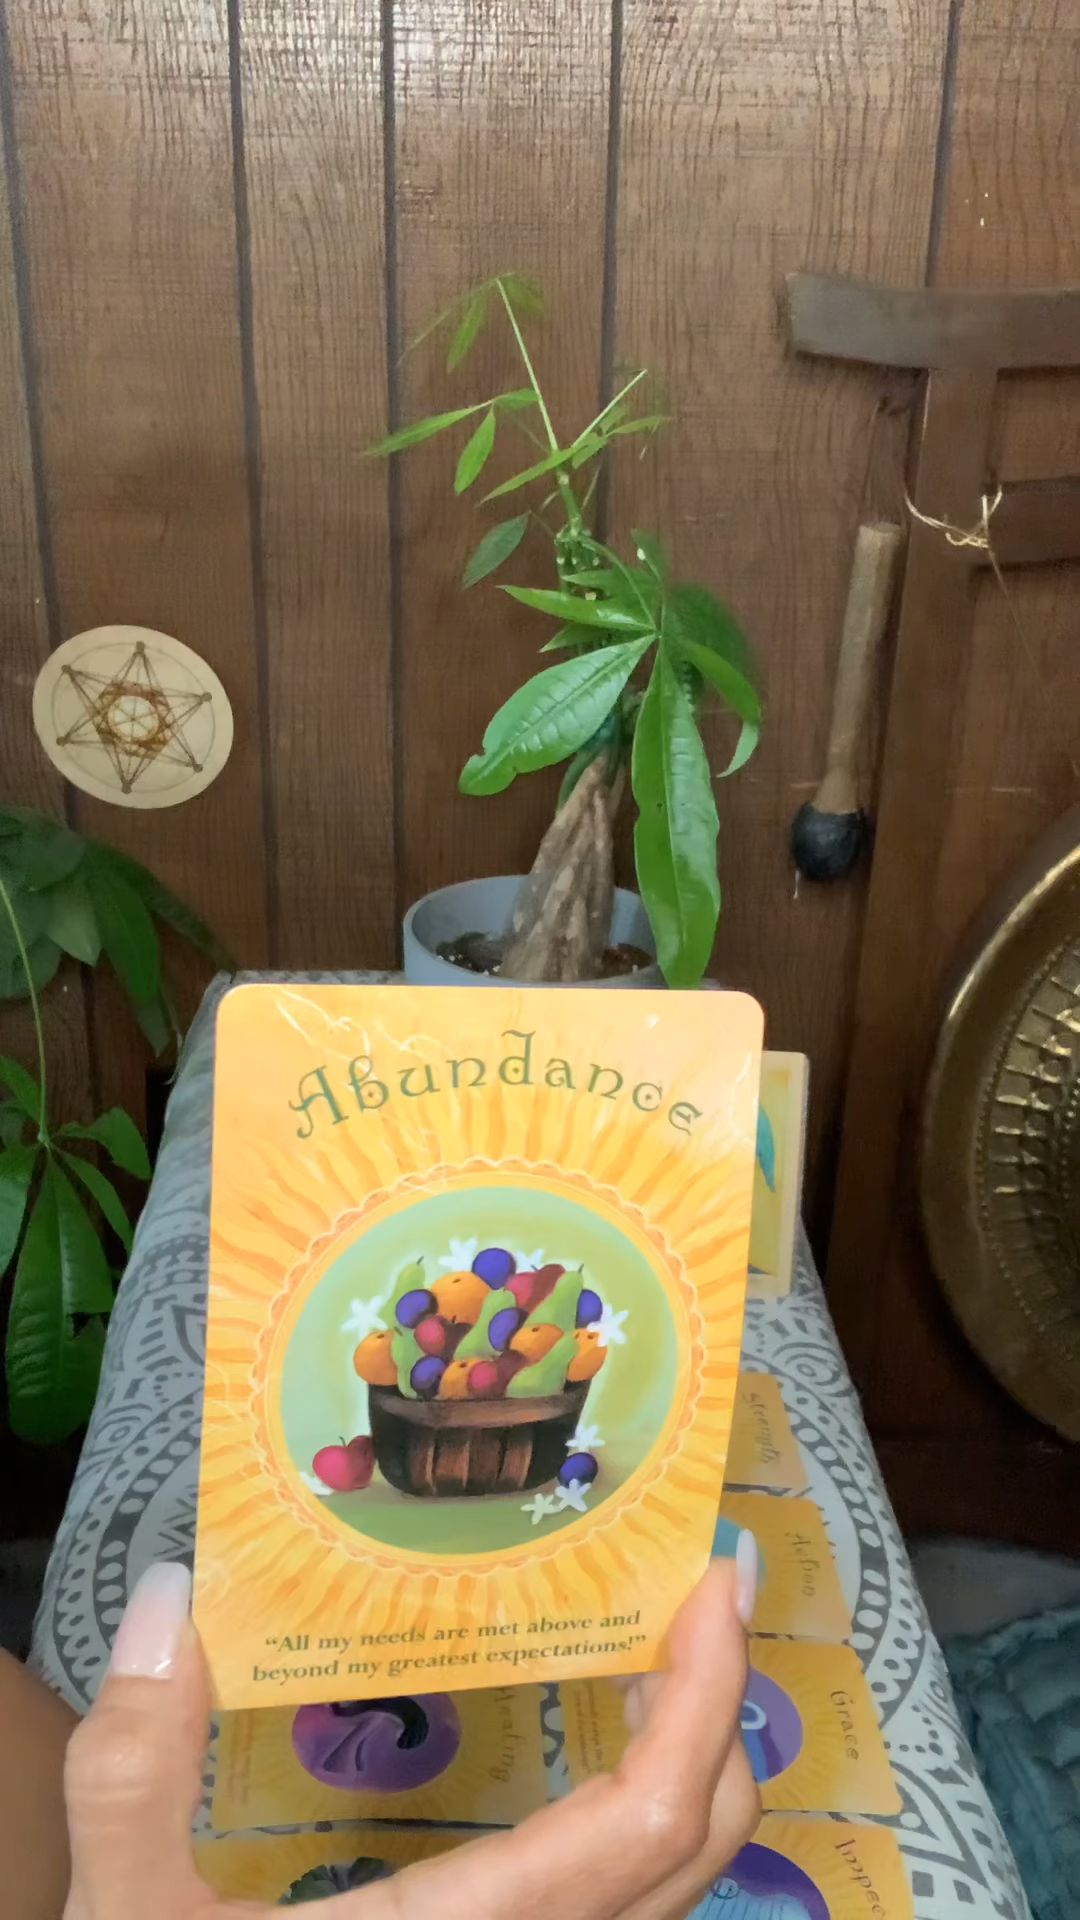 Abundance
“All my needs are met above and
beyond my greatest expectations!”
Strength
Action
Grace
Healing